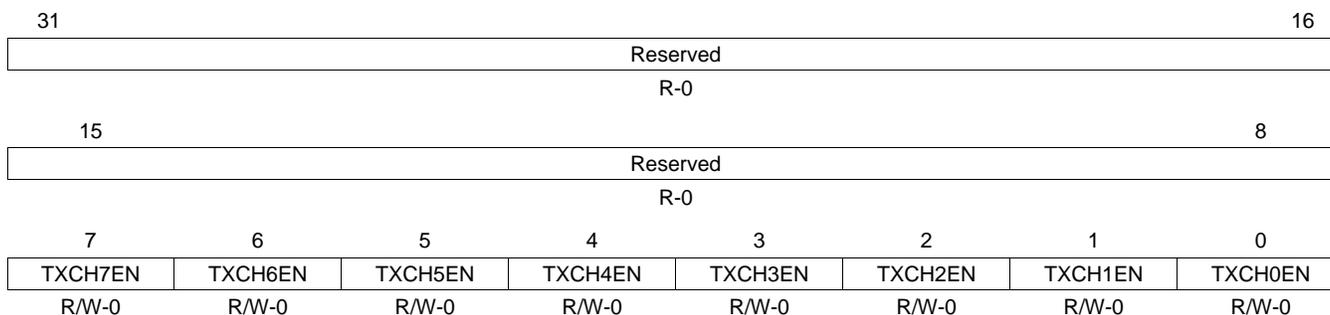 31 16
Reserved
R-0
15 8
Reserved
R-0
7 6 5 4 3 2 1 0
TXCH7EN TXCH6EN TXCH5EN TXCH4EN TXCH3EN TXCH2EN TXCH1EN TXCH0EN
R/W-0 R/W-0 R/W-0 R/W-0 R/W-0 R/W-0 R/W-0 R/W-0